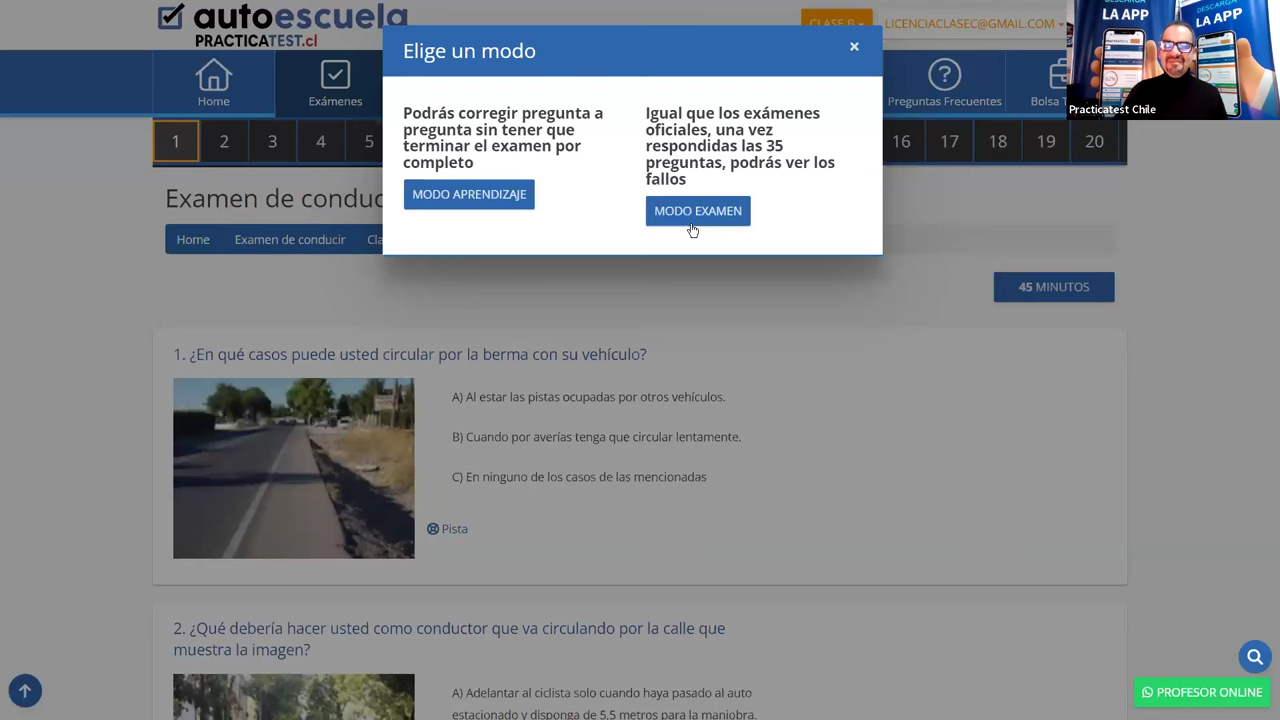 autoescuela
PRACTICATEST.cl
CLASE B
LICENCIACLASEC@GMAIL.COM
DESCARGA
LA APP
DESCARGA
LA APP
Practicatest Chile
Elige un modo
×
Home
Exámenes
Preguntas Frecuentes
Bolsa T
1
2
3
4
5
16
17
18
19
20
Podrás corregir pregunta a
pregunta sin tener que
terminar el examen por
completo
MODO APRENDIZAJE
Igual que los exámenes
oficiales, una vez
respondidas las 35
preguntas, podrás ver los
fallos
MODO EXAMEN
Examen de conduc
Home
Examen de conducir
Cla
45 MINUTOS
1. ¿En qué casos puede usted circular por la berma con su vehículo?
A) Al estar las pistas ocupadas por otros vehículos.
B) Cuando por averías tenga que circular lentamente.
C) En ninguno de los casos de las mencionadas
Pista
2. ¿Qué debería hacer usted como conductor que va circulando por la calle que
muestra la imagen?
A) Adelantar al ciclista solo cuando haya pasado al auto
estacionado y disponga de 5,5 metros para la maniobra.
PROFESOR ONLINE